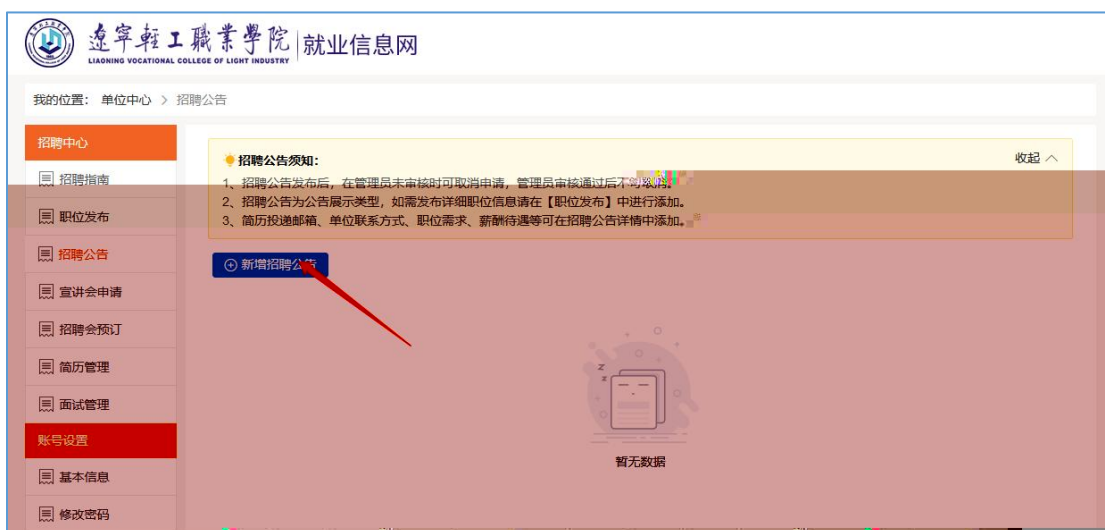 遼寧輕工職業學院
就业信息网
LIAONING VOCATIONAL COLLEGE OF LIGHT INDUSTRY
我的位置： 单位中心 > 招聘公告
招聘中心
招聘指南
职位发布
招聘公告
宣讲会申请
招聘会预订
简历管理
面试管理
账号设置
基本信息
修改密码
招聘公告须知：
收起
1、招聘公告发布后，在管理员未审核时可取消申请，管理员审核通过后不可取消。
2、招聘公告为公告展示类型，如需发布详细职位信息请在【职位发布】中进行添加。
3、简历投递邮箱、单位联系方式、职位需求、薪酬待遇等可在招聘公告详情中添加。
新增招聘公告
暂无数据